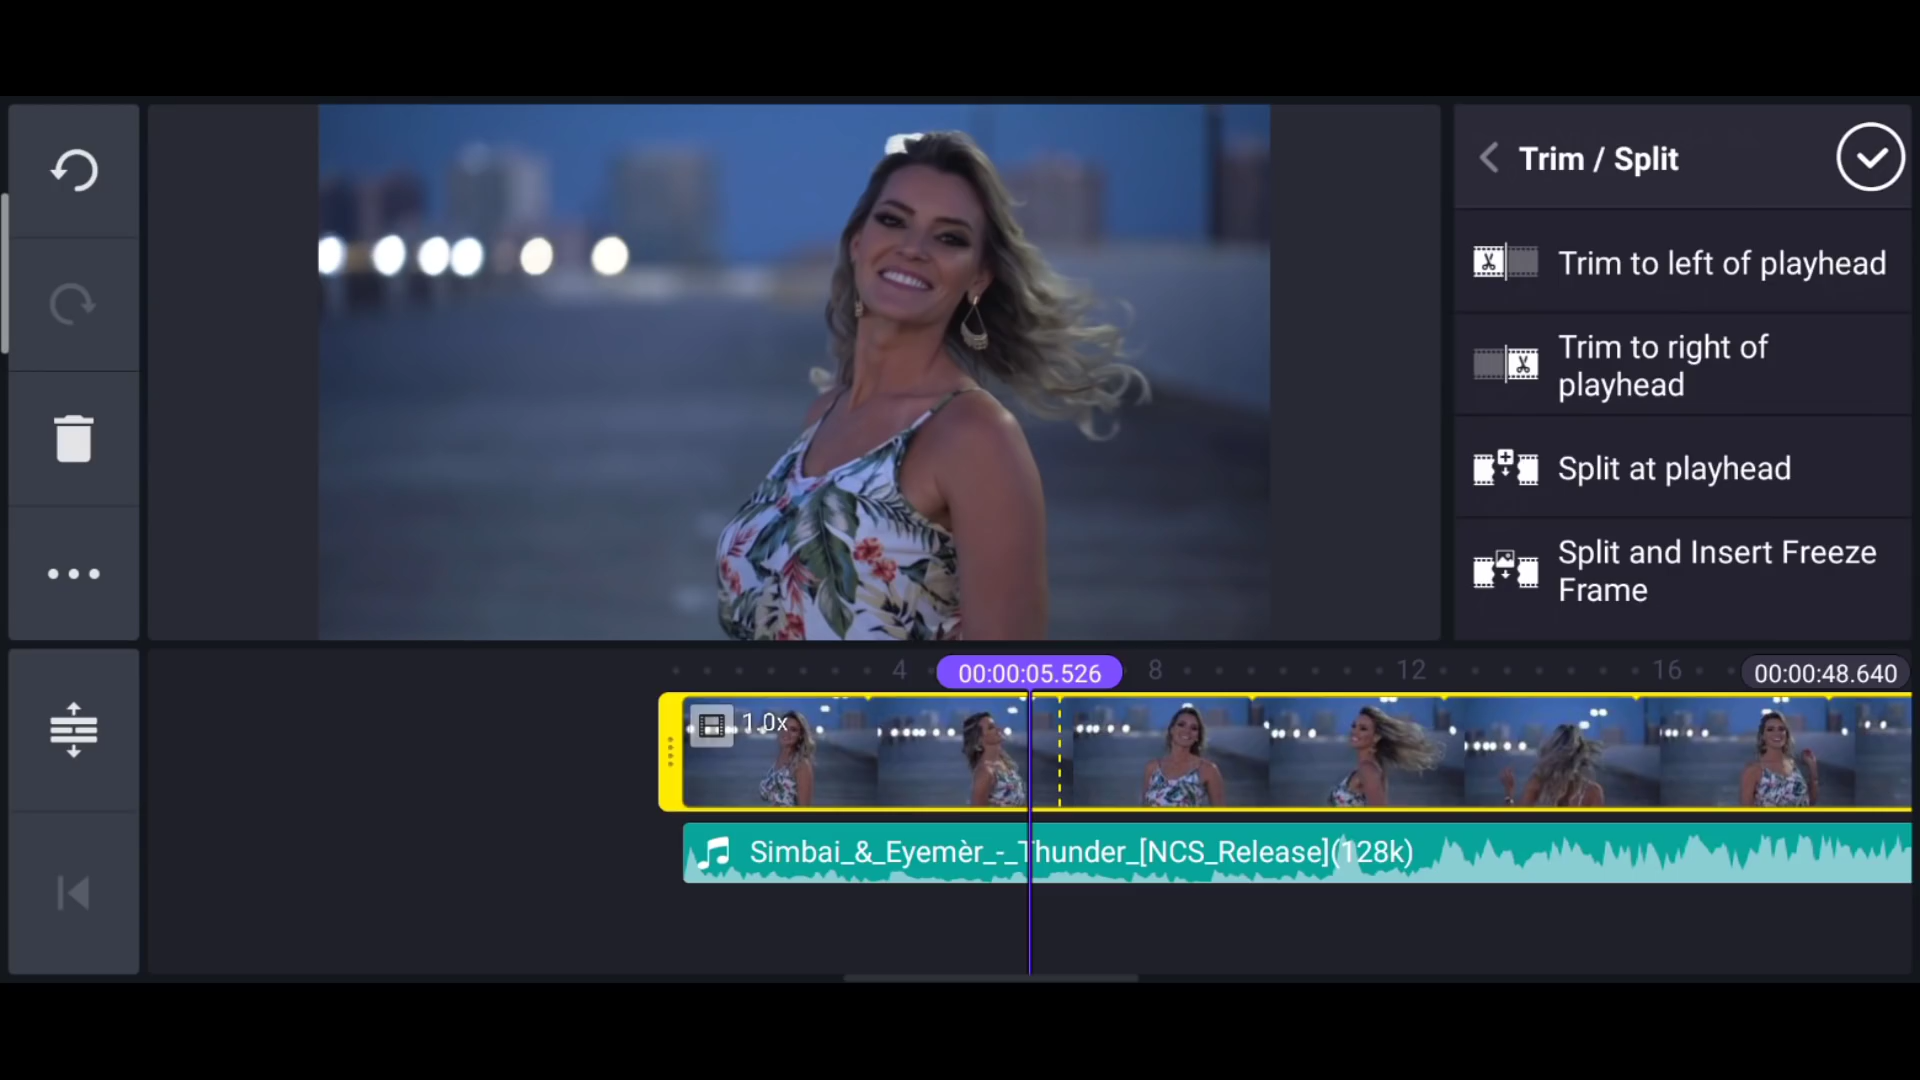 Trim / Split
Trim to left of playhead
Trim to right of
playhead
Split at playhead
Split and Insert Freeze
Frame
4
00:00:05.526
8
12
16
00:00:48.640
1.0x
Simbai_&_Eyemèr_-_Thunder_[NCS_Release](128k)